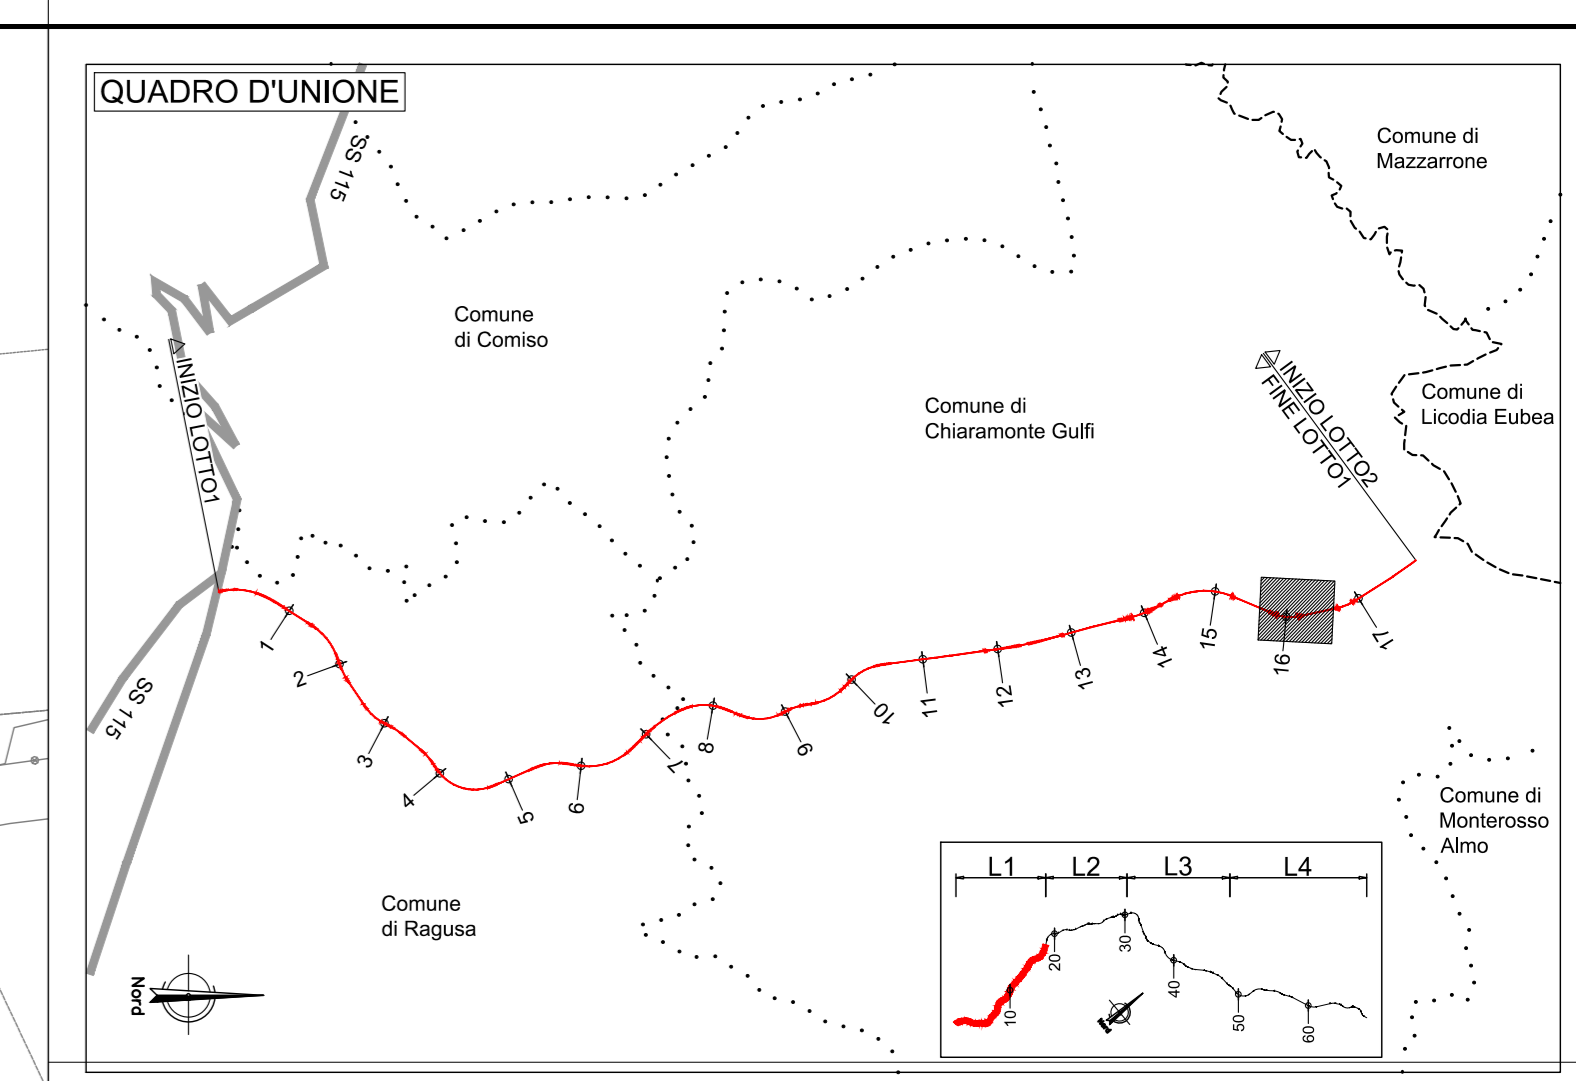 QUADRO D'UNIONE
SS 115
Comune di
Mazzarrone
Comune
di Comiso
INIZIO LOTTO1
Comune di
Chiaramonte Gulfi
INIZIO LOTTO2
FINE LOTTO1
Comune di
Licodia Eubea
1
2
3
4
5
6
7
8
9
10
11
12
13
14
15
16
17
SS 115
Comune di
Monterosso
Almo
Comune
di Ragusa
Nord
L1 L2 L3 L4
10
20
30
40
50
60
Nord